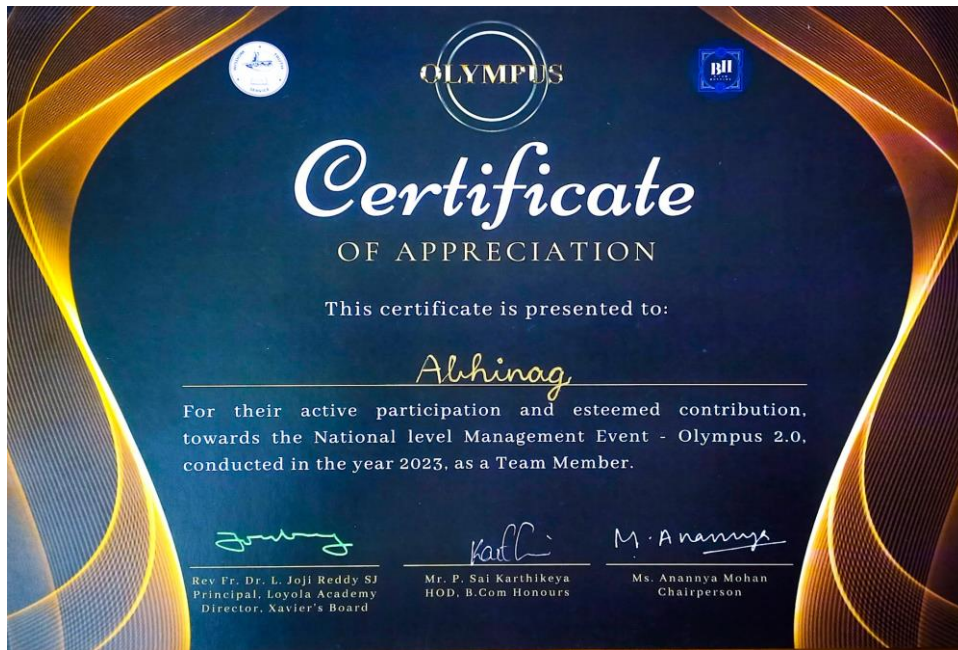 OLYMPUS
BH
Certificate
OF APPRECIATION
This certificate is presented to:
Abhinag
For their active participation and esteemed contribution,
towards the National level Management Event - Olympus 2.0,
conducted in the year 2023, as a Team Member.
M. Anannya
Rev Fr. Dr. L. Joji Reddy SJ
Principal, Loyola Academy
Director, Xavier's Board
Mr. P. Sai Karthikeya
HOD, B.Com Honours
Ms. Anannya Mohan
Chairperson